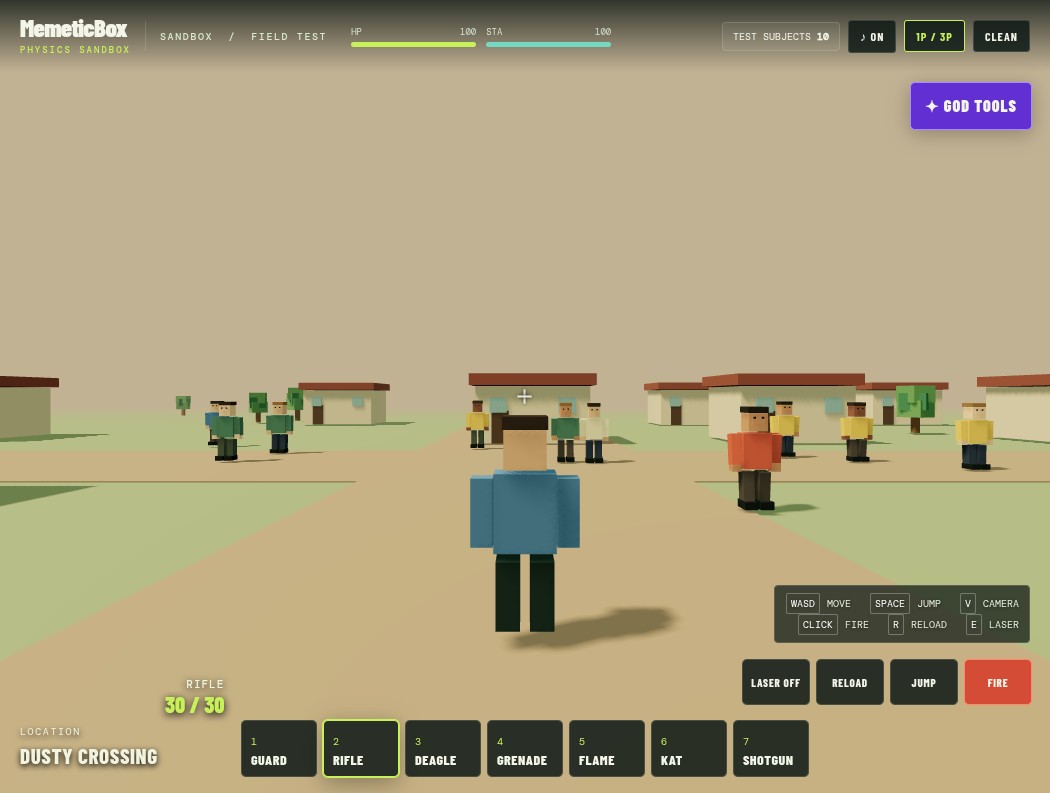 MemeticBox
PHYSICS SANDBOX
SANDBOX / FIELD TEST
HP 100
STA 100
TEST SUBJECTS 10
♪ ON
1P / 3P
CLEAN
✦ GOD TOOLS
WASD MOVE SPACE JUMP V CAMERA
CLICK FIRE R RELOAD E LASER
LASER OFF
RELOAD
JUMP
FIRE
RIFLE
30 / 30
LOCATION
DUSTY CROSSING
1 GUARD
2 RIFLE
3 DEAGLE
4 GRENADE
5 FLAME
6 KAT
7 SHOTGUN